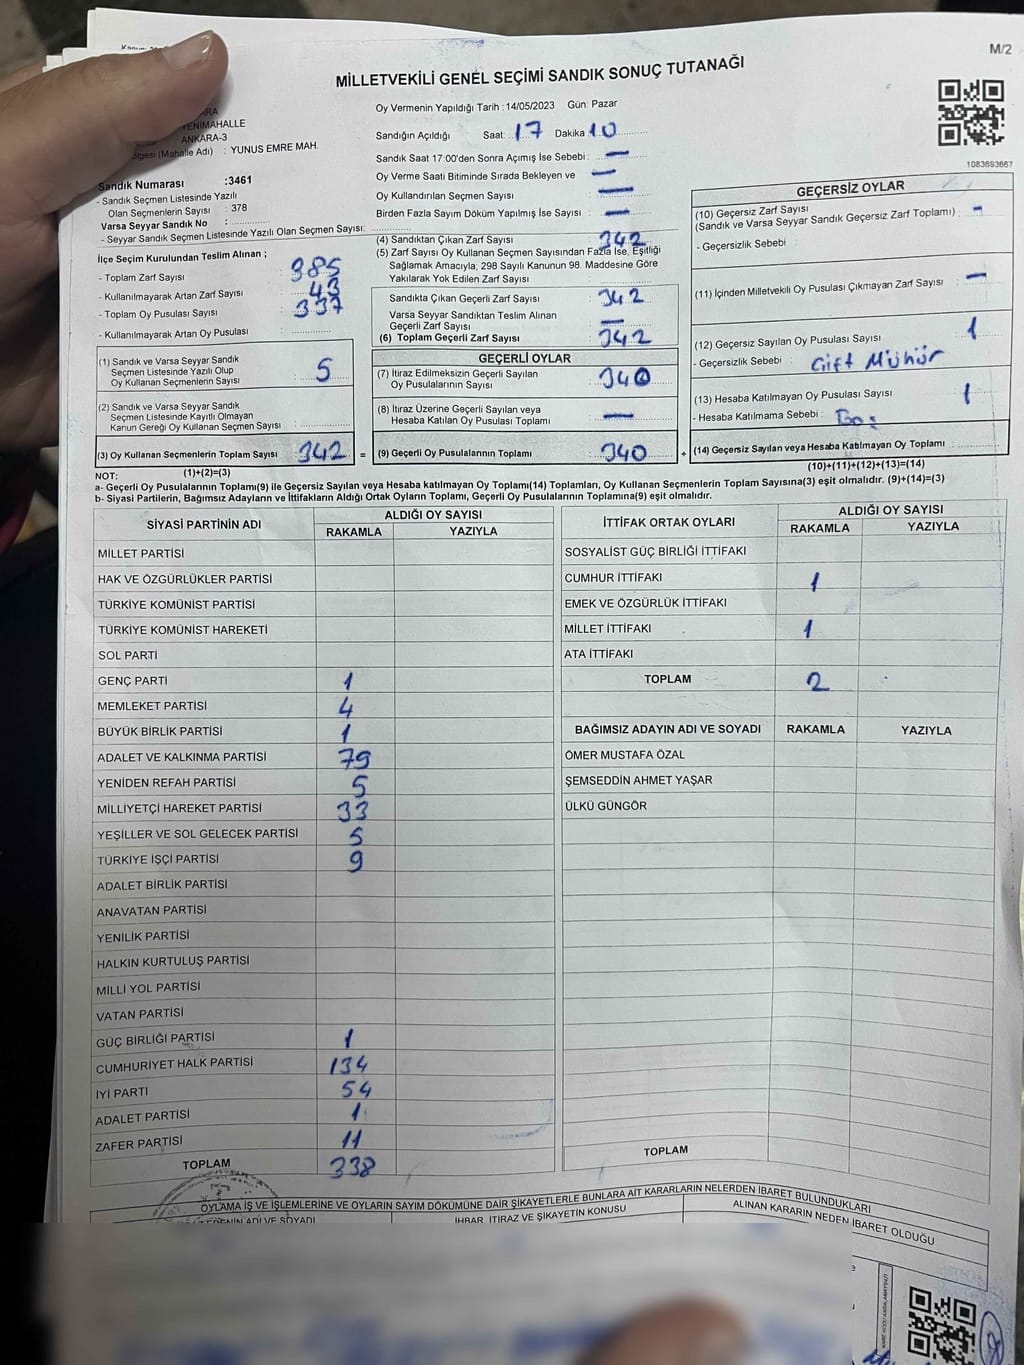 M/2
MİLLETVEKİLİ GENEL SEÇİMİ SANDIK SONUÇ TUTANAĞI
YENİMAHALLE
ANKARA-3
(Mahalle Adı) : YUNUS EMRE MAH.
Sandık Numarası :3461
- Sandık Seçmen Listesinde Yazılı
Olan Seçmenlerin Sayısı : 378
Varsa Seyyar Sandık No :
- Seyyar Sandık Seçmen Listesinde Yazılı Olan Seçmen Sayısı:
İlçe Seçim Kurulundan Teslim Alınan ;
- Toplam Zarf Sayısı : 385
- Kullanılmayarak Artan Zarf Sayısı : 43
- Toplam Oy Pusulası Sayısı : 337
- Kullanılmayarak Artan Oy Pusulası :
(1) Sandık ve Varsa Seyyar Sandık
Seçmen Listesinde Yazılı Olup
Oy Kullanan Seçmenlerin Sayısı : 5
(2) Sandık ve Varsa Seyyar Sandık
Seçmen Listesinde Kayıtlı Olmayan
Kanun Gereği Oy Kullanan Seçmen Sayısı :
(3) Oy Kullanan Seçmenlerin Toplam Sayısı : 342 =
(1)+(2)=(3)
Oy Vermenin Yapıldığı Tarih : 14/05/2023 Gün: Pazar
Sandığın Açıldığı Saat 17 Dakika 10
Sandık Saat 17:00'den Sonra Açımış İse Sebebi : —
Oy Verme Saati Bitiminde Sırada Bekleyen ve —
Oy Kullandırılan Seçmen Sayısı : —
Birden Fazla Sayım Döküm Yapılmış İse Sayısı : —
(4) Sandıktan Çıkan Zarf Sayısı : 342
(5) Zarf Sayısı Oy Kullanan Seçmen Sayısından Fazla İse, Eşitliği
Sağlamak Amacıyla, 298 Sayılı Kanunun 98. Maddesine Göre
Yakılarak Yok Edilen Zarf Sayısı :
Sandıkta Çıkan Geçerli Zarf Sayısı : 342
Varsa Seyyar Sandıktan Teslim Alınan
Geçerli Zarf Sayısı : —
(6) Toplam Geçerli Zarf Sayısı : 342
GEÇERLİ OYLAR
(7) İtiraz Edilmeksizin Geçerli Sayılan
Oy Pusulalarının Sayısı : 340
(8) İtiraz Üzerine Geçerli Sayılan veya
Hesaba Katılan Oy Pusulası Toplamı : —
(9) Geçerli Oy Pusulalarının Toplamı : 340 +
1083693667
GEÇERSİZ OYLAR
(10) Geçersiz Zarf Sayısı
(Sandık ve Varsa Seyyar Sandık Geçersiz Zarf Toplamı) : -
- Geçersizlik Sebebi :
(11) İçinden Milletvekili Oy Pusulası Çıkmayan Zarf Sayısı : —
(12) Geçersiz Sayılan Oy Pusulası Sayısı : 1
- Geçersizlik Sebebi : Çift Mühür
(13) Hesaba Katılmayan Oy Pusulası Sayısı : 1
- Hesaba Katılmama Sebebi : Boş
(14) Geçersiz Sayılan veya Hesaba Katılmayan Oy Toplamı :
(10)+(11)+(12)+(13)=(14)
NOT:
a- Geçerli Oy Pusulalarının Toplamı(9) ile Geçersiz Sayılan veya Hesaba katılmayan Oy Toplamı(14) Toplamları, Oy Kullanan Seçmenlerin Toplam Sayısına(3) eşit olmalıdır. (9)+(14)=(3)
b- Siyasi Partilerin, Bağımsız Adayların ve İttifakların Aldığı Ortak Oyların Toplamı, Geçerli Oy Pusulalarının Toplamına(9) eşit olmalıdır.
SİYASİ PARTİNİN ADI ALDIĞI OY SAYISI
RAKAMLA YAZIYLA
MİLLET PARTİSİ
HAK VE ÖZGÜRLÜKLER PARTİSİ
TÜRKİYE KOMÜNİST PARTİSİ
TÜRKİYE KOMÜNİST HAREKETİ
SOL PARTİ
GENÇ PARTİ 1
MEMLEKET PARTİSİ 4
BÜYÜK BİRLİK PARTİSİ 1
ADALET VE KALKINMA PARTİSİ 79
YENİDEN REFAH PARTİSİ 5
MİLLİYETÇİ HAREKET PARTİSİ 33
YEŞİLLER VE SOL GELECEK PARTİSİ 5
TÜRKİYE İŞÇİ PARTİSİ 9
ADALET BİRLİK PARTİSİ
ANAVATAN PARTİSİ
YENİLİK PARTİSİ
HALKIN KURTULUŞ PARTİSİ
MİLLİ YOL PARTİSİ
VATAN PARTİSİ
GÜÇ BİRLİĞİ PARTİSİ 1
CUMHURİYET HALK PARTİSİ 134
İYİ PARTİ 54
ADALET PARTİSİ 1
ZAFER PARTİSİ 11
TOPLAM 338
İTTİFAK ORTAK OYLARI ALDIĞI OY SAYISI
RAKAMLA YAZIYLA
SOSYALİST GÜÇ BİRLİĞİ İTTİFAKI
CUMHUR İTTİFAKI 1
EMEK VE ÖZGÜRLÜK İTTİFAKI
MİLLET İTTİFAKI 1
ATA İTTİFAKI
TOPLAM 2
BAĞIMSIZ ADAYIN ADI VE SOYADI RAKAMLA YAZIYLA
ÖMER MUSTAFA ÖZAL
ŞEMSEDDİN AHMET YAŞAR
ÜLKÜ GÜNGÖR
TOPLAM
OYLAMA İŞ VE İŞLEMLERİNE VE OYLARIN SAYIM DÖKÜMÜNE DAİR ŞİKAYETLERLE BUNLARA AİT KARARLARIN NELERDEN İBARET BULUNDUKLARI
ADI VE SOYADI İHBAR, İTİRAZ VE ŞİKAYETİN KONUSU ALINAN KARARIN NEDEN İBARET OLDUĞU